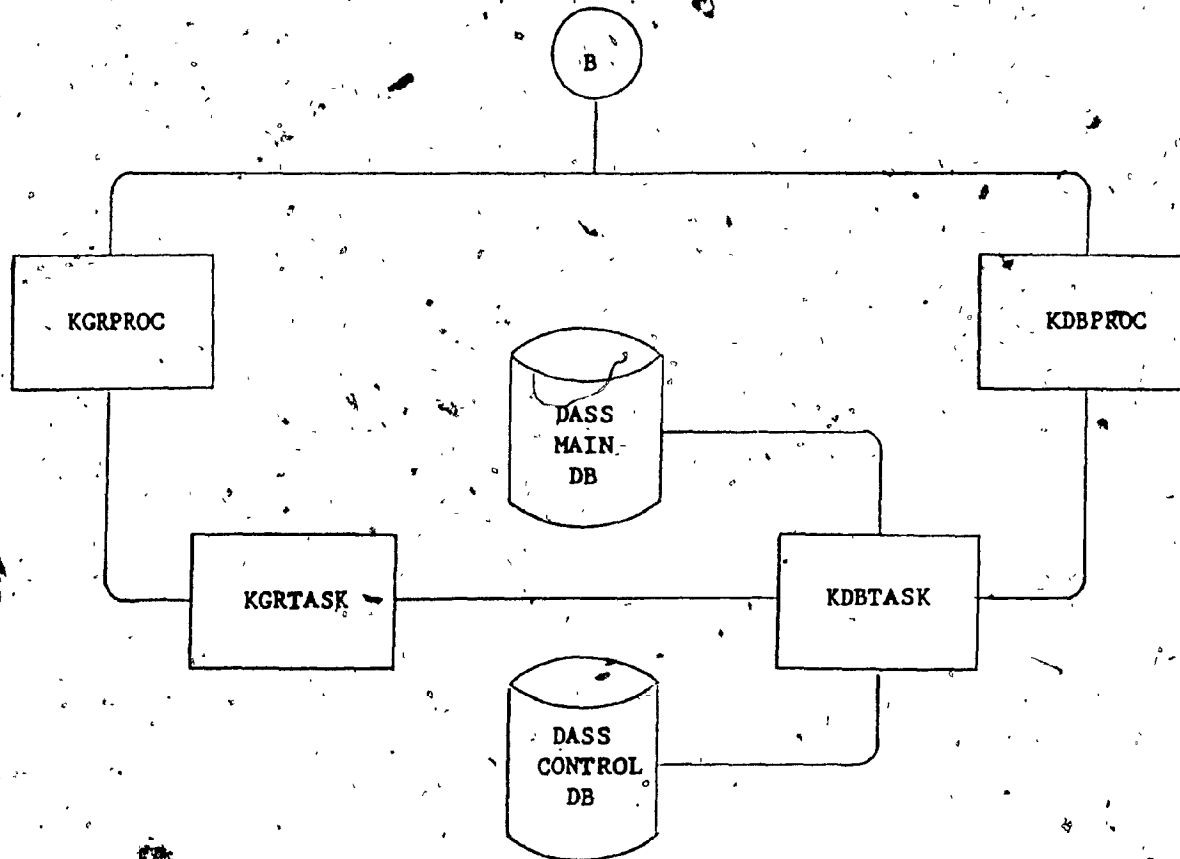 B
KGRPROC
KDBPROC
DASS
MAIN
DB
KGRTASK
KDBTASK
DASS
CONTROL
DB